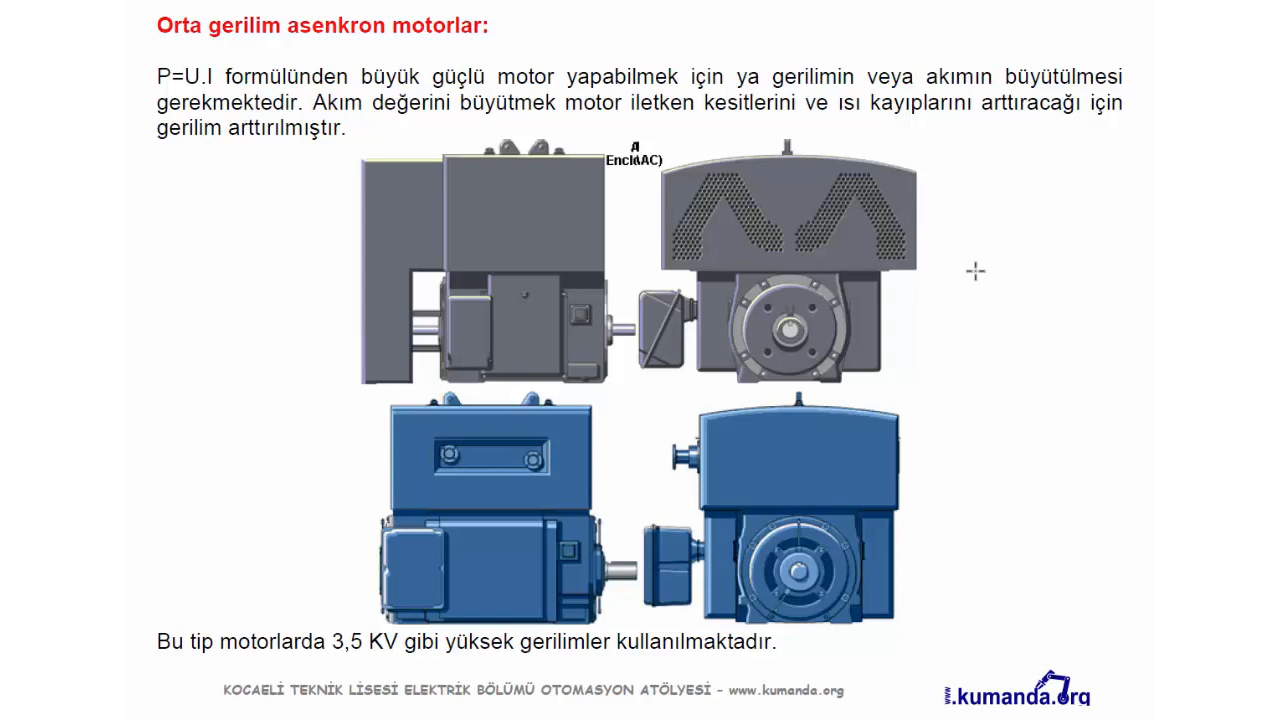 Orta gerilim asenkron motorlar:
P=U.I formülünden büyük güçlü motor yapabilmek için ya gerilimin veya akımın büyütülmesi
gerekmektedir. Akım değerini büyütmek motor iletken kesitlerini ve ısı kayıplarını arttıracağı için
gerilim arttırılmıştır.
Bu tip motorlarda 3,5 KV gibi yüksek gerilimler kullanılmaktadır.
KOCAELİ TEKNİK LİSESİ ELEKTRİK BÖLÜMÜ OTOMASYON ATÖLYESİ - www.kumanda.org
www.kumanda.org